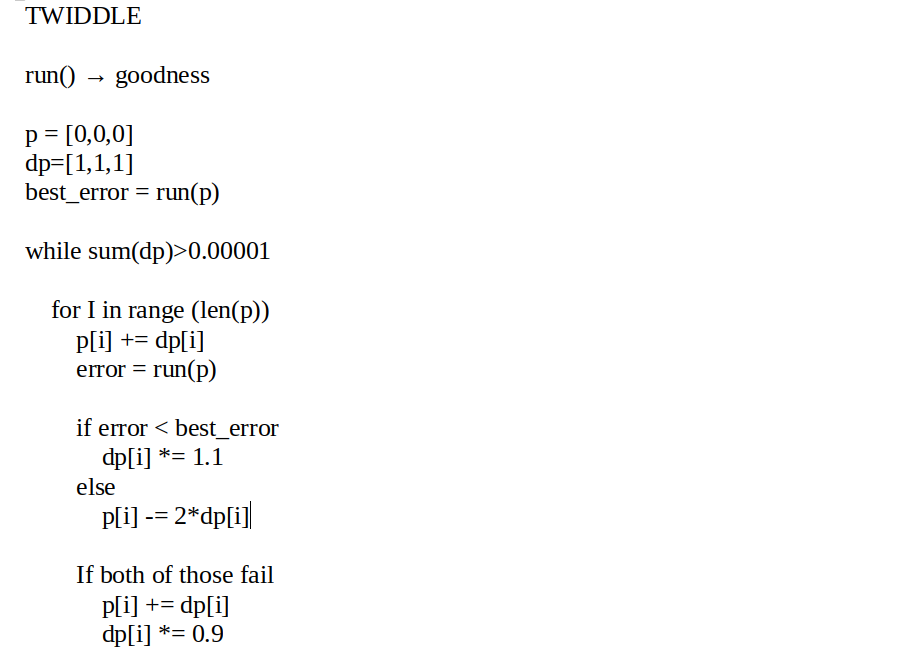 TWIDDLE
run() → goodness
p = [0,0,0]
dp=[1,1,1]
best_error = run(p)
while sum(dp)>0.00001
for I in range (len(p))
p[i] += dp[i]
error = run(p)
if error < best_error
dp[i] *= 1.1
else
p[i] -= 2*dp[i]
If both of those fail
p[i] += dp[i]
dp[i] *= 0.9